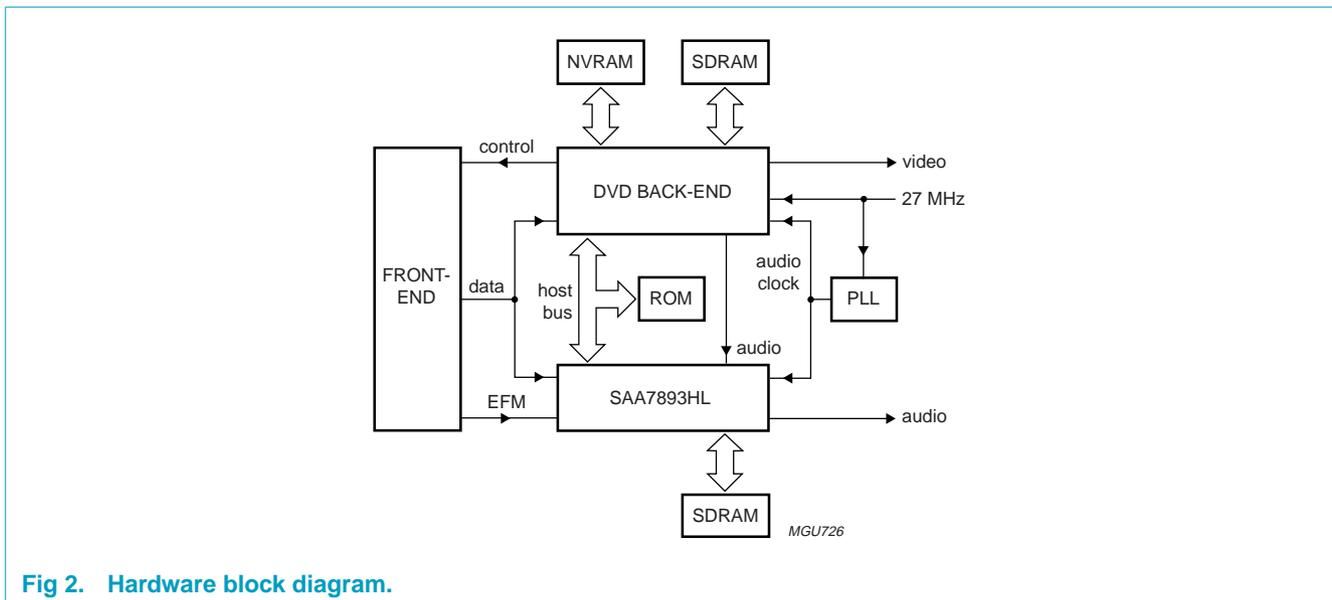 NVRAM
SDRAM
control
video
DVD BACK-END
27 MHz
FRONT-
END
data
host
bus
ROM
audio
clock
PLL
audio
EFM
SAA7893HL
audio
SDRAM
MGU726
Fig 2. Hardware block diagram.